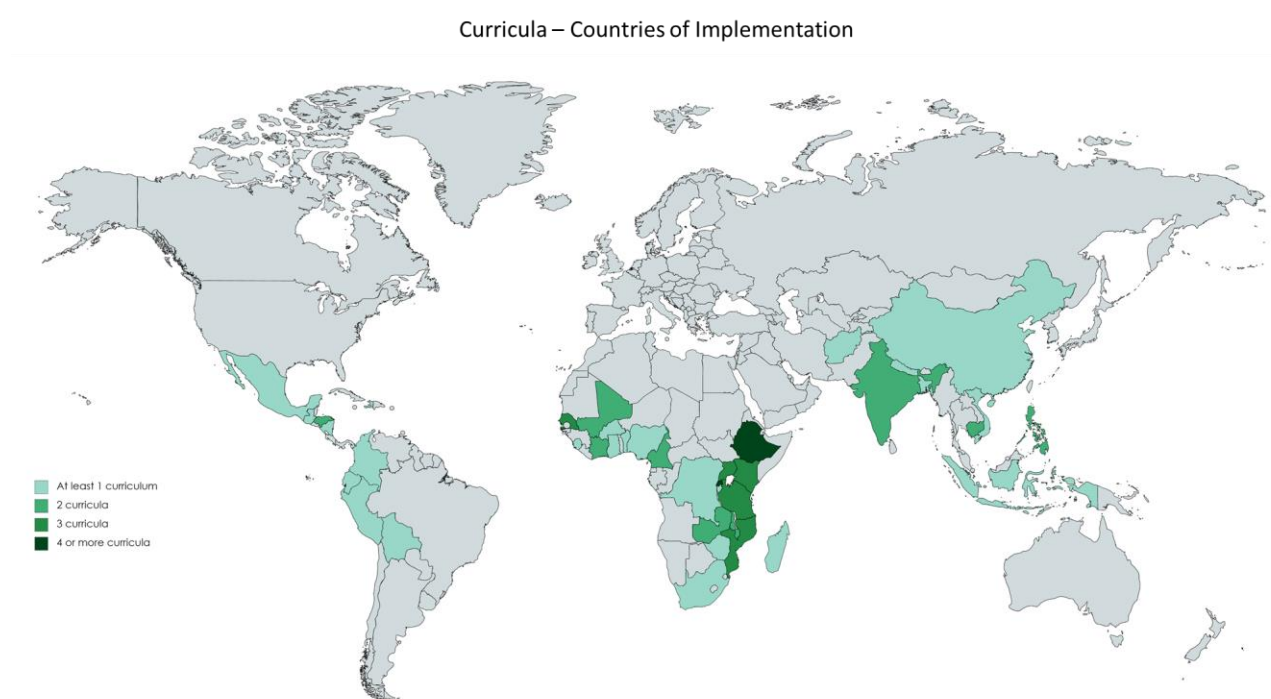 Curricula – Countries of Implementation
At least 1 curriculum
2 curricula
3 curricula
4 or more curricula